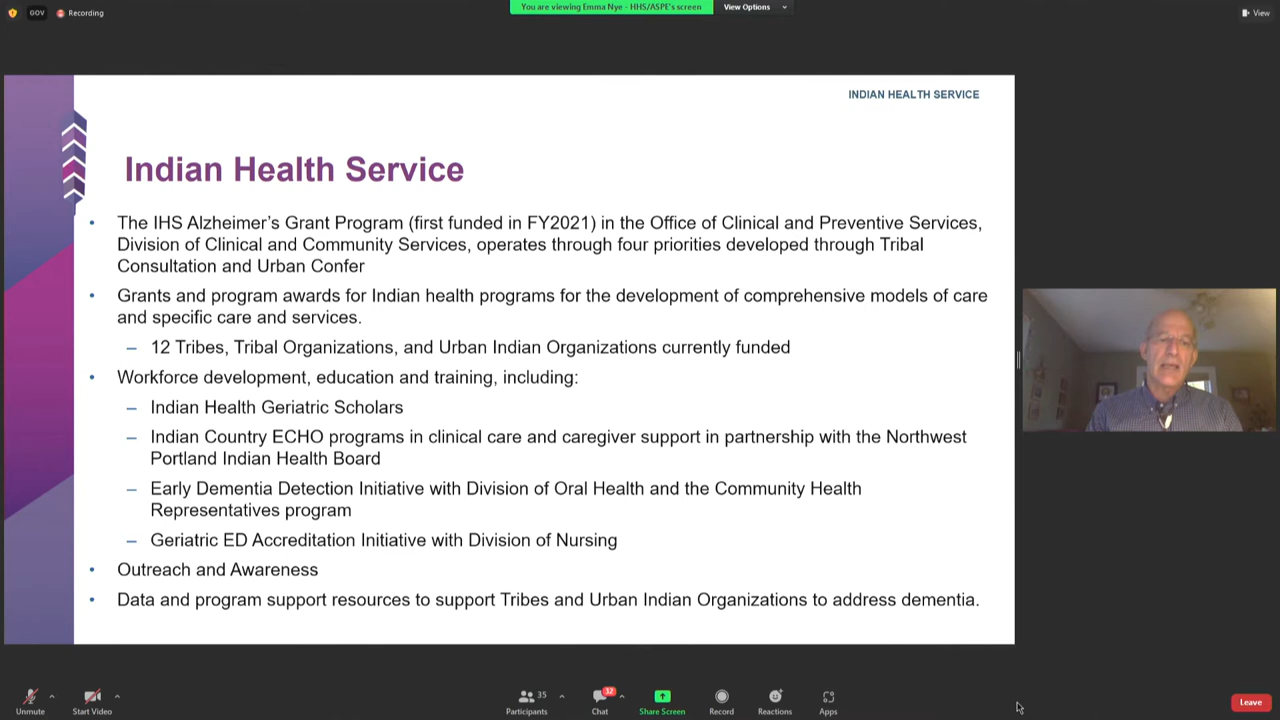 GOV
Recording
You are viewing Emma Nye - HHS/ASPE's screen
View Options
View
INDIAN HEALTH SERVICE
Indian Health Service
• The IHS Alzheimer's Grant Program (first funded in FY2021) in the Office of Clinical and Preventive Services,
Division of Clinical and Community Services, operates through four priorities developed through Tribal
Consultation and Urban Confer
• Grants and program awards for Indian health programs for the development of comprehensive models of care
and specific care and services.
– 12 Tribes, Tribal Organizations, and Urban Indian Organizations currently funded
• Workforce development, education and training, including:
– Indian Health Geriatric Scholars
– Indian Country ECHO programs in clinical care and caregiver support in partnership with the Northwest
Portland Indian Health Board
– Early Dementia Detection Initiative with Division of Oral Health and the Community Health
Representatives program
– Geriatric ED Accreditation Initiative with Division of Nursing
• Outreach and Awareness
• Data and program support resources to support Tribes and Urban Indian Organizations to address dementia.
Unmute
Start Video
35
Participants
32
Chat
Share Screen
Record
Reactions
Apps
Leave